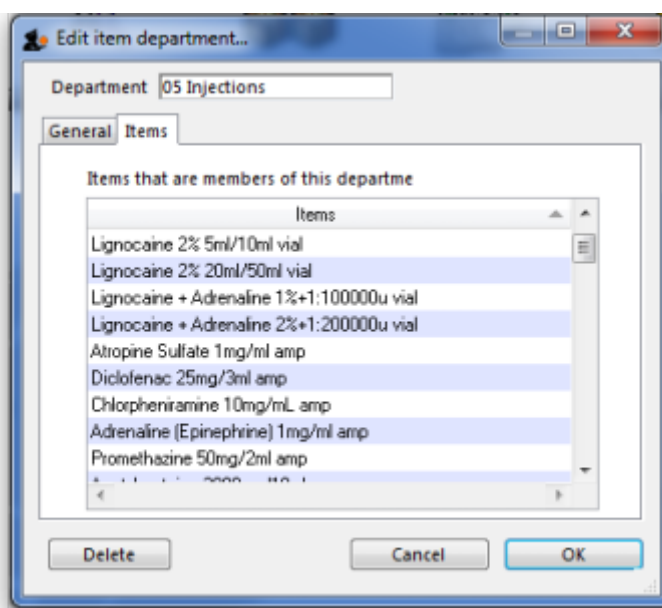 Edit item department...
Department 05 Injections
General Items
Items that are members of this departme
Items
Lignocaine 2% 5ml/10ml vial
Lignocaine 2% 20ml/50ml vial
Lignocaine + Adrenaline 1%+1:100000u vial
Lignocaine + Adrenaline 2%+1:200000u vial
Atropine Sulfate 1mg/ml amp
Diclofenac 25mg/3ml amp
Chlorpheniramine 10mg/mL amp
Adrenaline (Epinephrine) 1mg/ml amp
Promethazine 50mg/2ml amp
Delete Cancel OK